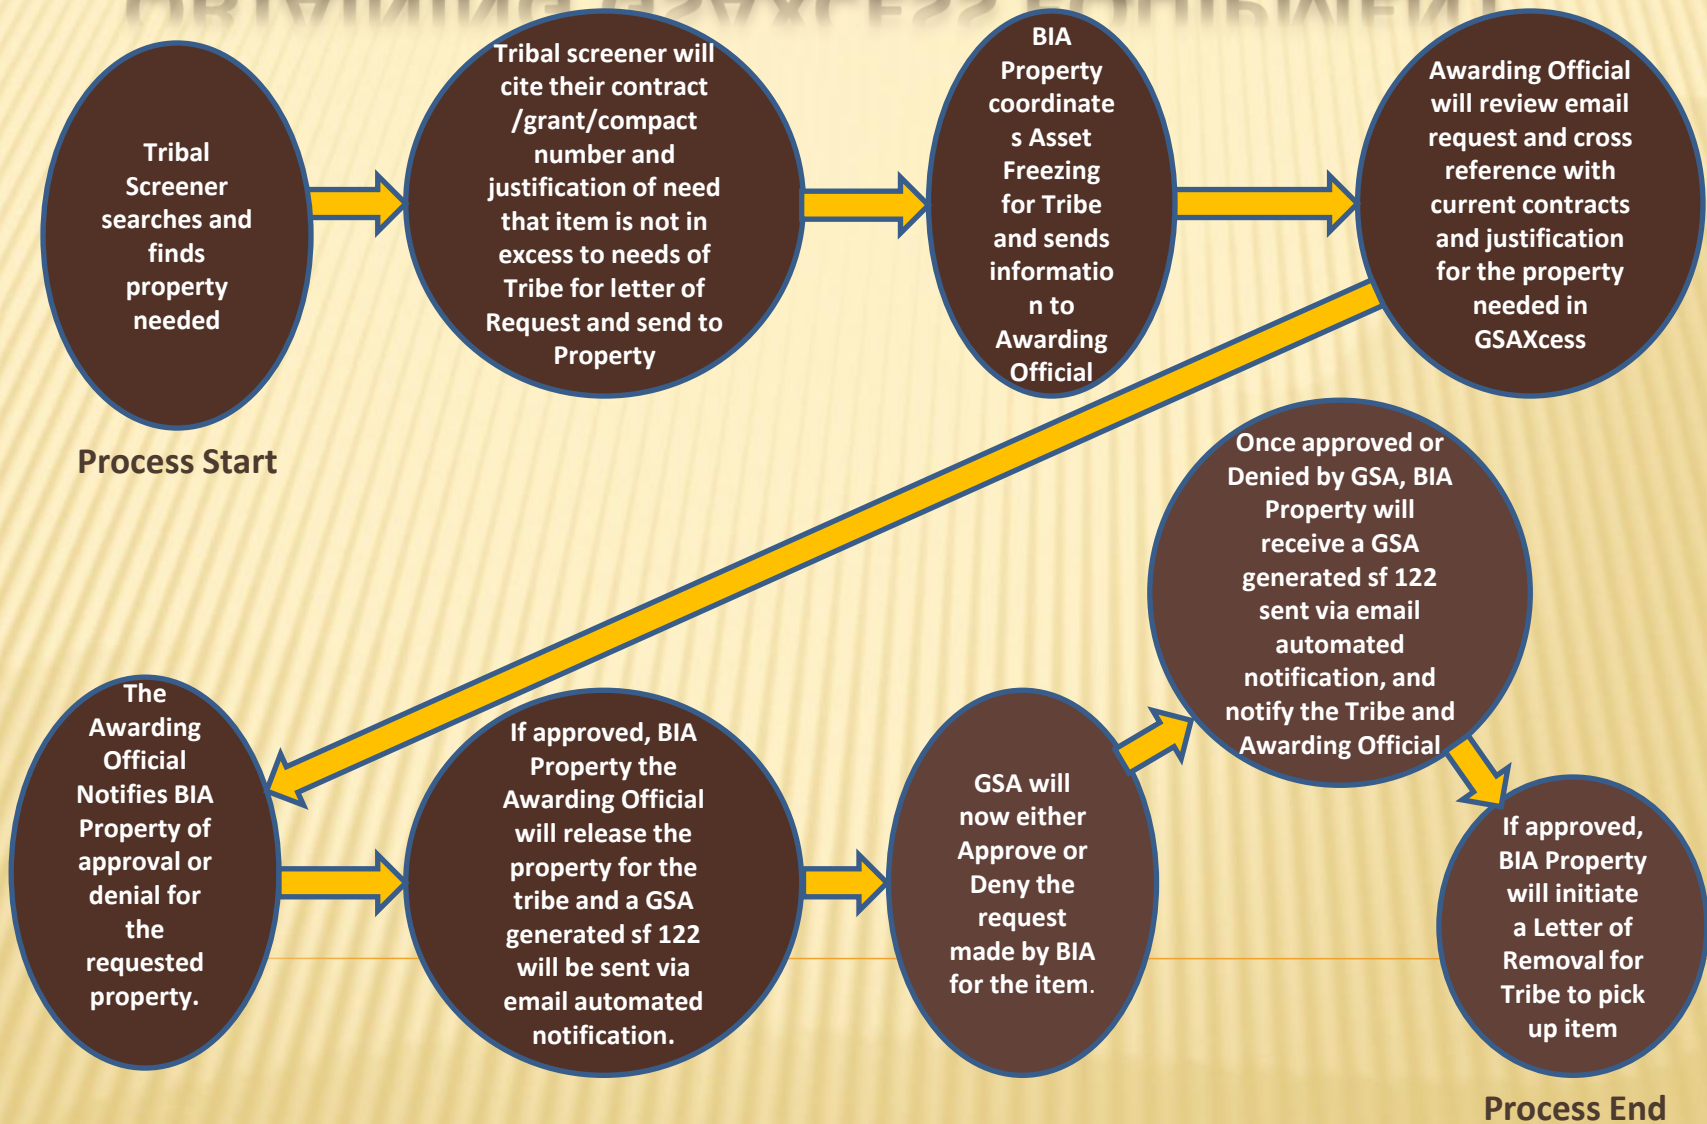 OBTAINING GSAXCESS EQUIPMENT
Tribal
Screener
searches and
finds
property
needed
Process Start
Tribal screener will
cite their contract
/grant/compact
number and
justification of need
that item is not in
excess to needs of
Tribe for letter of
Request and send to
Property
BIA
Property
coordinate
s Asset
Freezing
for Tribe
and sends
informatio
n to
Awarding
Official
Awarding Official
will review email
request and cross
reference with
current contracts
and justification
for the property
needed in
GSAXcess
The
Awarding
Official
Notifies BIA
Property of
approval or
denial for
the
requested
property.
If approved, BIA
Property the
Awarding Official
will release the
property for the
tribe and a GSA
generated sf 122
will be sent via
email automated
notification.
GSA will
now either
Approve or
Deny the
request
made by BIA
for the item.
Once approved or
Denied by GSA, BIA
Property will
receive a GSA
generated sf 122
sent via email
automated
notification, and
notify the Tribe and
Awarding Official
If approved,
BIA Property
will initiate
a Letter of
Removal for
Tribe to pick
up item
Process End